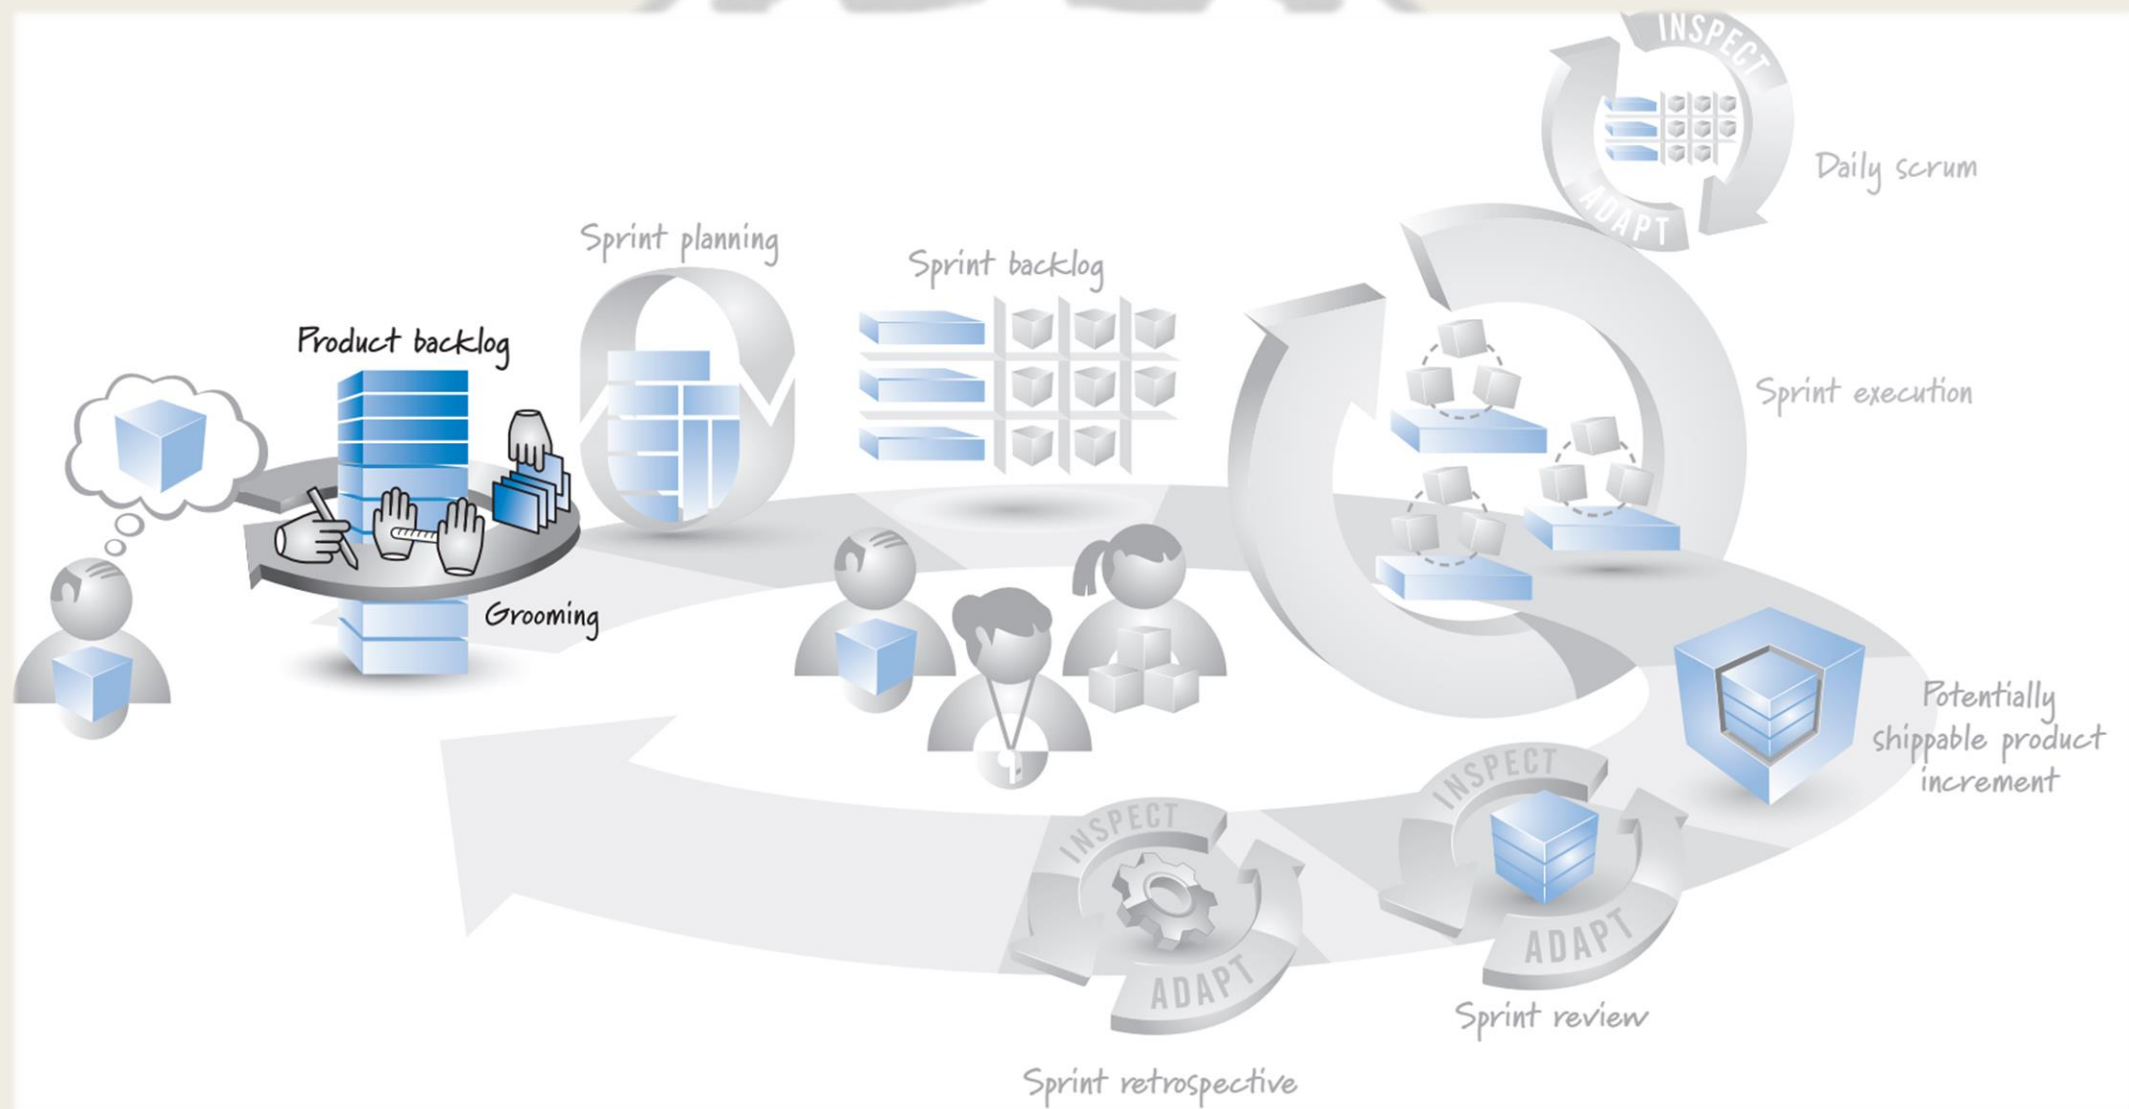 INSPECT
ADAPT
Daily scrum
Sprint planning
Sprint backlog
Product backlog
Sprint execution
Grooming
Potentially
shippable product
increment
INSPECT
ADAPT
Sprint review
INSPECT
ADAPT
Sprint retrospective